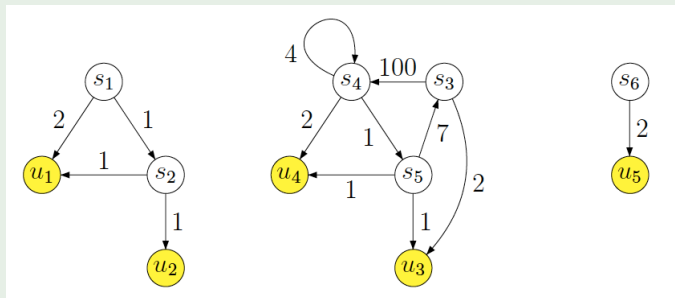 4
100
s₁ s₄ s₃ s₆
2 1 2 1 7 2
1
u₁ s₂ u₄ s₅ 2 u₅
1
1 1
u₂ u₃